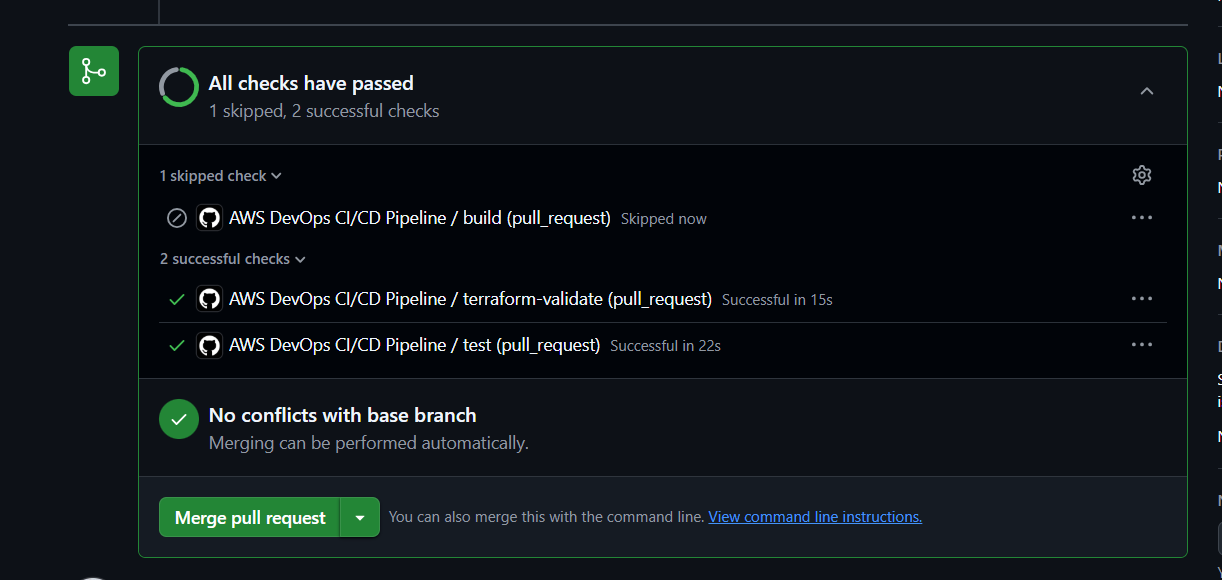 All checks have passed
1 skipped, 2 successful checks
1 skipped check
AWS DevOps CI/CD Pipeline / build (pull_request) Skipped now
2 successful checks
AWS DevOps CI/CD Pipeline / terraform-validate (pull_request) Successful in 15s
AWS DevOps CI/CD Pipeline / test (pull_request) Successful in 22s
No conflicts with base branch
Merging can be performed automatically.
Merge pull request You can also merge this with the command line. View command line instructions.